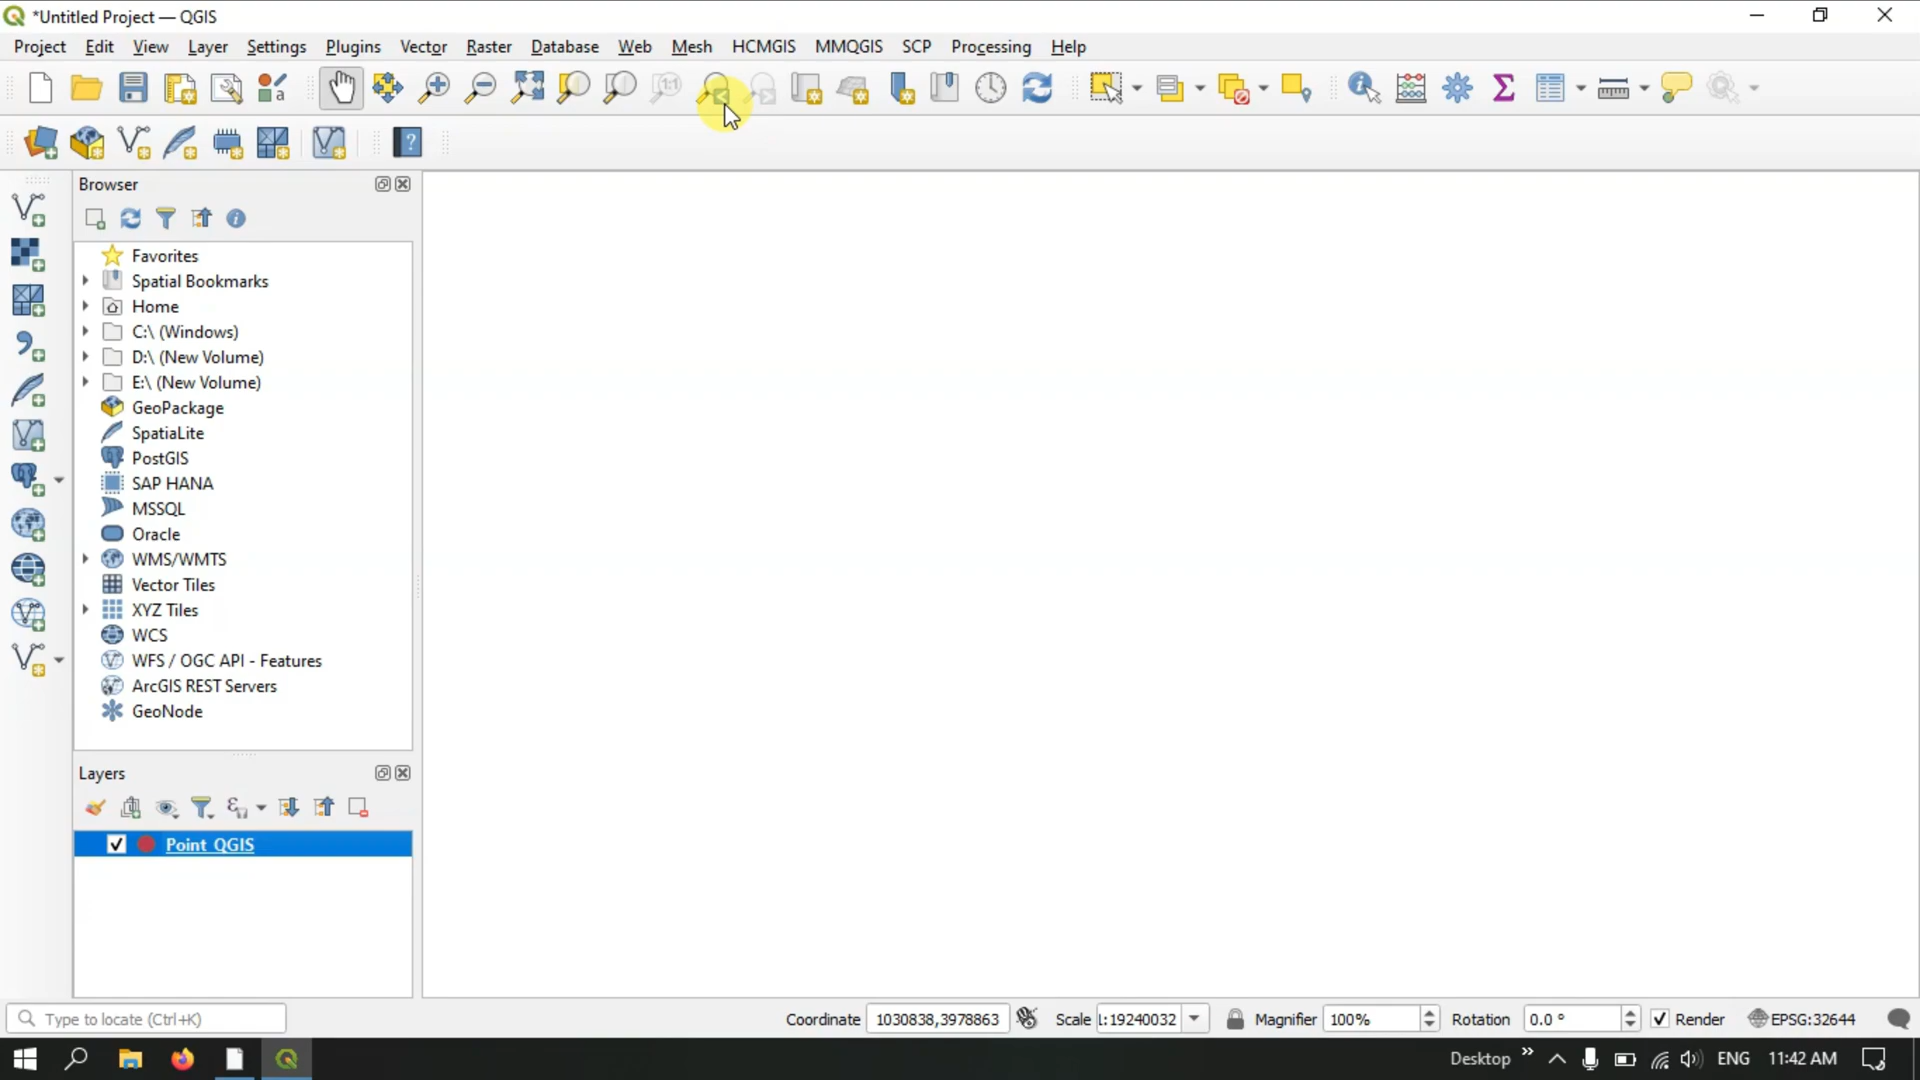 *Untitled Project — QGIS
Project Edit View Layer Settings Plugins Vector Raster Database Web Mesh HCMGIS MMQGIS SCP Processing Help
1:1
a
Σ
?
Browser
Favorites
Spatial Bookmarks
Home
C:\ (Windows)
D:\ (New Volume)
E:\ (New Volume)
GeoPackage
SpatiaLite
PostGIS
SAP HANA
MSSQL
Oracle
WMS/WMTS
Vector Tiles
XYZ Tiles
WCS
WFS / OGC API - Features
ArcGIS REST Servers
GeoNode
Layers
ε
Point QGIS
Type to locate (Ctrl+K) Coordinate 1030838,3978863 Scale 1:19240032 Magnifier 100% Rotation 0.0 ° Render EPSG:32644
Desktop » ENG 11:42 AM